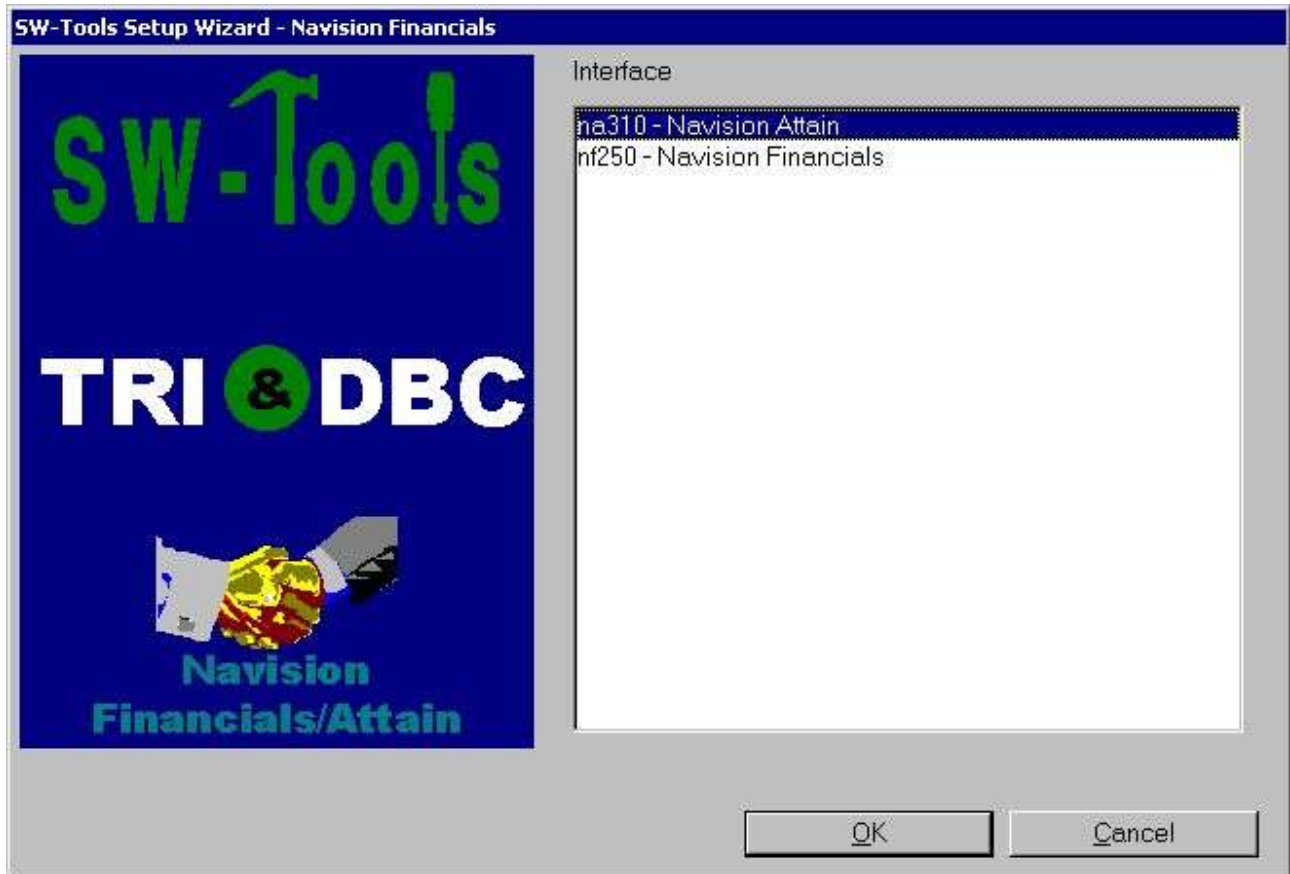 SW-Tools Setup Wizard - Navision Financials
SW-Tools
TRI & DBC
Navision
Financials/Attain
Interface
na310 - Navision Attain
nf250 - Navision Financials
OK
Cancel